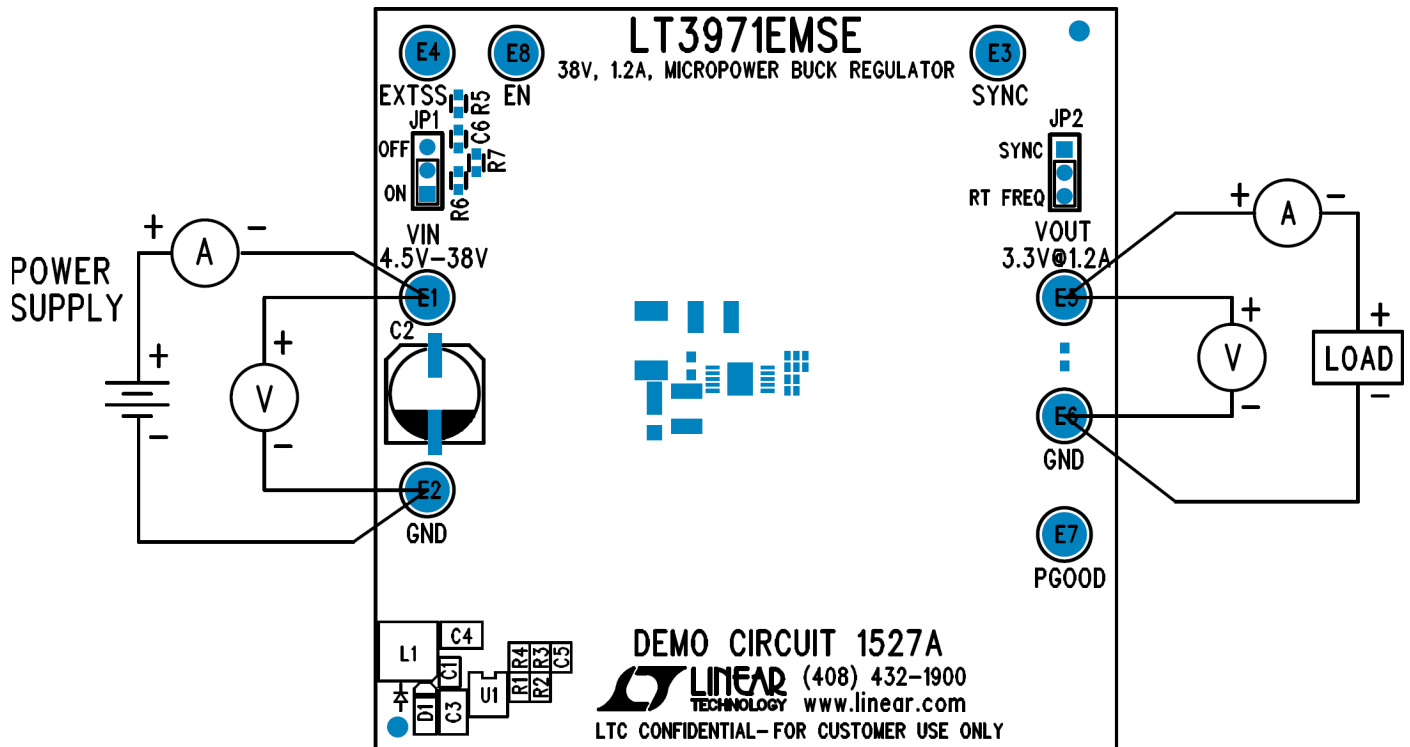 LT3971EMSE
38V, 1.2A, MICROPOWER BUCK REGULATOR
E4
E8
E3
EXTSS
EN
SYNC
R5
JP1
C6
R7
OFF
ON
R6
JP2
SYNC
RT FREQ
VIN
4.5V-38V
VOUT
3.3V@1.2A
POWER
SUPPLY
+ A -
+ A -
E1
E5
C2
+
V
-
+
-
+
V
-
+
LOAD
-
E2
GND
E6
GND
E7
PGOOD
L1
C4
C1
D1
C3
U1
R4
R3
C5
R1
R2
DEMO CIRCUIT 1527A
LINEAR
TECHNOLOGY
(408) 432-1900
www.linear.com
LTC CONFIDENTIAL-FOR CUSTOMER USE ONLY